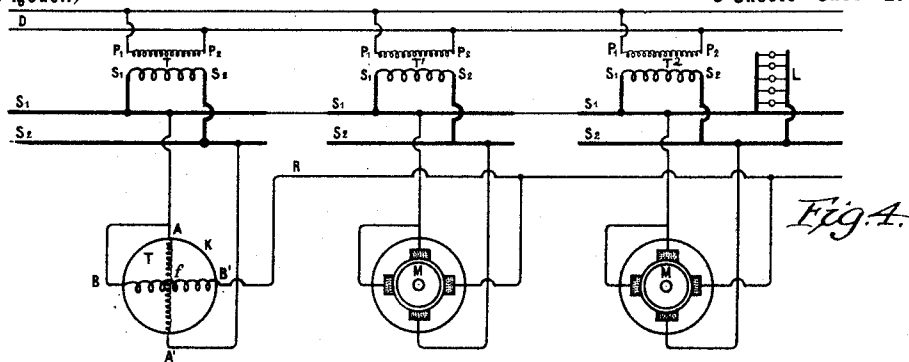 D
P₁ P₂ P₁ P₂ P₁ P₂
T T' T²
S₁ S₂ S₁ S₂ S₁ S₂ L
S₁ S₁ S₁
S₂ S₂ S₂
R
Fig. 4.
A K
T f M M
B B'
A'